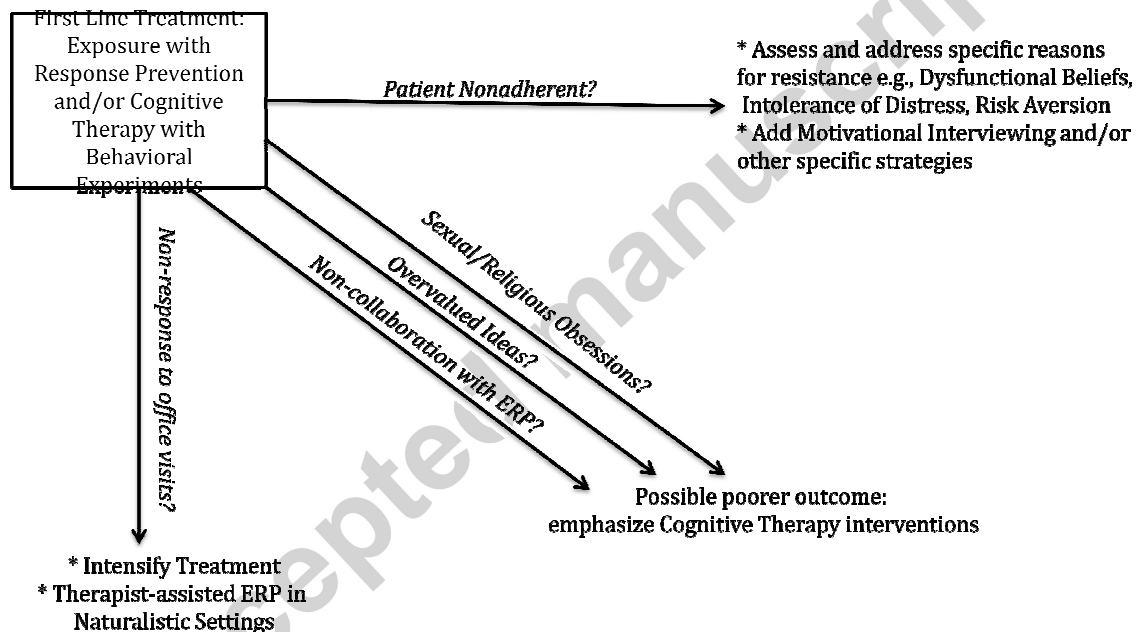 First Line Treatment:
Exposure with
Response Prevention
and/or Cognitive
Therapy with
Behavioral
Experiments
Patient Nonadherent?
* Assess and address specific reasons
for resistance e.g., Dysfunctional Beliefs,
Intolerance of Distress, Risk Aversion
* Add Motivational Interviewing and/or
other specific strategies
Sexual/Religious Obsessions?
Overvalued Ideas?
Non-collaboration with ERP?
Non-response to office visits?
Possible poorer outcome:
emphasize Cognitive Therapy interventions
* Intensify Treatment
* Therapist-assisted ERP in
Naturalistic Settings
cepted manuscrip